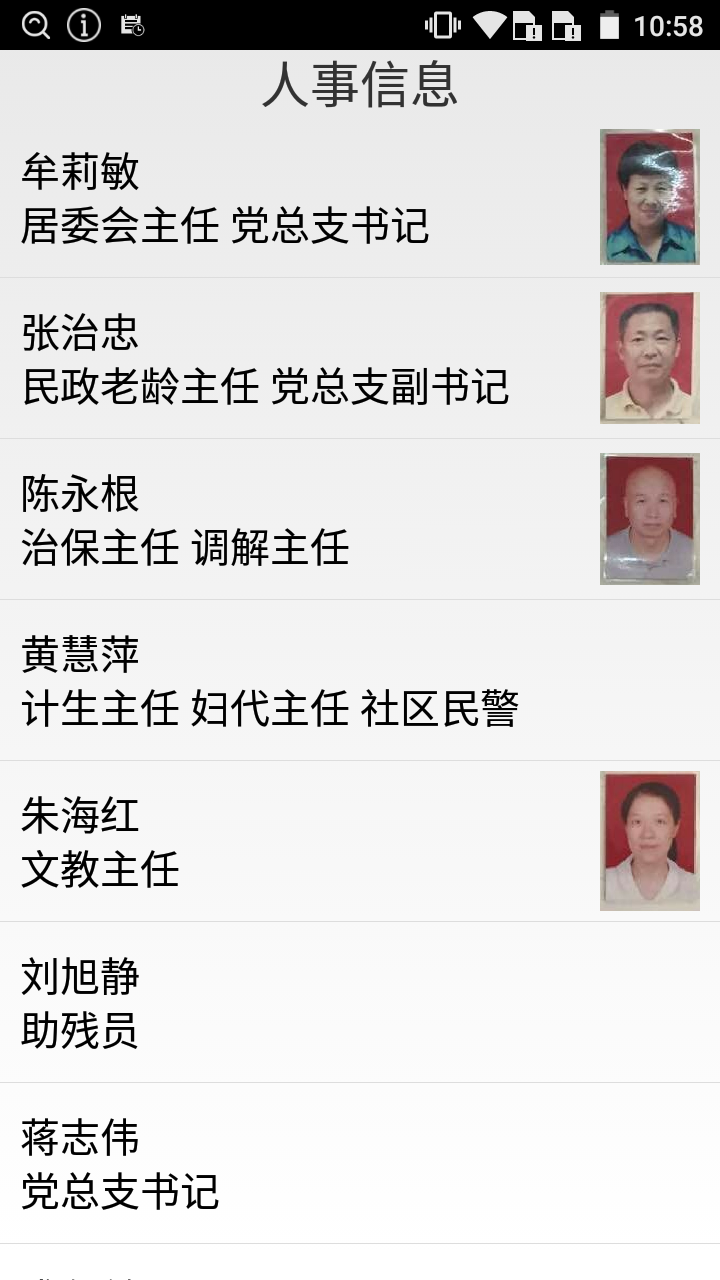 10:58
人事信息
牟莉敏
居委会主任 党总支书记
张治忠
民政老龄主任 党总支副书记
陈永根
治保主任 调解主任
黄慧萍
计生主任 妇代主任 社区民警
朱海红
文教主任
刘旭静
助残员
蒋志伟
党总支书记